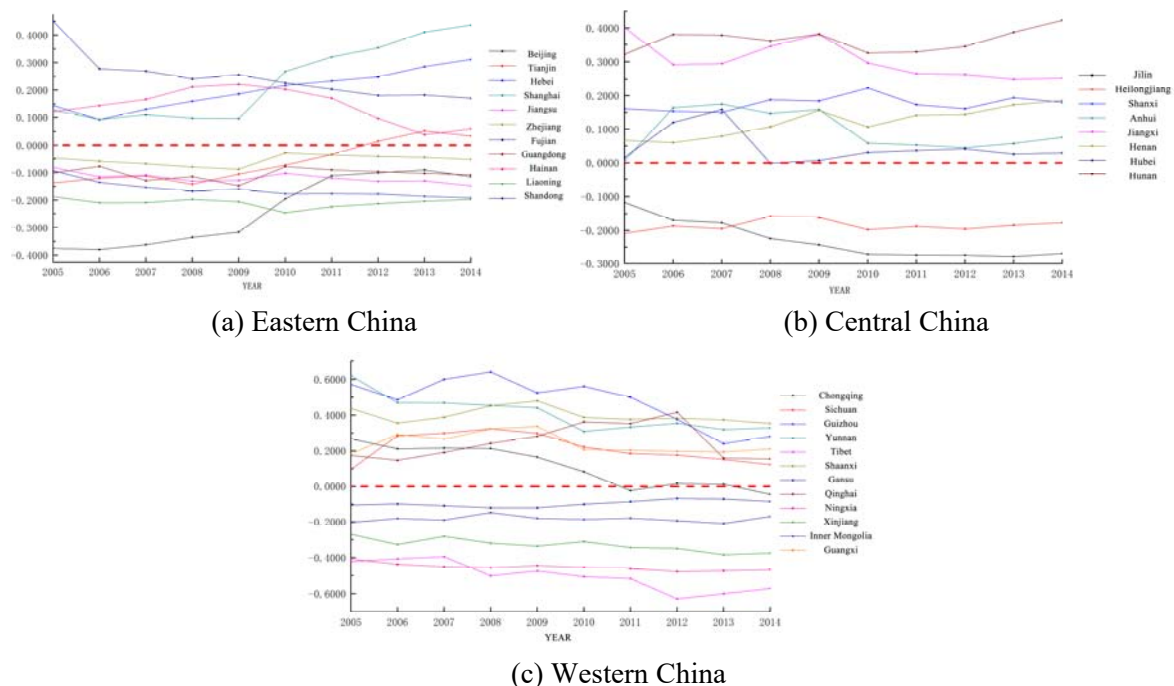 0.4000
0.3000
0.2000
0.1000
0.0000
-0.1000
-0.2000
-0.3000
-0.4000
2005 2006 2007 2008 2009 2010 2011 2012 2013 2014
YEAR
Beijing
Tianjin
Hebei
Shanghai
Jiangsu
Zhejiang
Fujian
Guangdong
Hainan
Liaoning
Shandong
(a) Eastern China
0.4000
0.3000
0.2000
0.1000
0.0000
-0.1000
-0.2000
-0.3000
2005 2006 2007 2008 2009 2010 2011 2012 2013 2014
YEAR
Jilin
Heilongjiang
Shanxi
Anhui
Jiangxi
Henan
Hubei
Hunan
(b) Central China
0.6000
0.4000
0.2000
0.0000
-0.2000
-0.4000
-0.6000
2005 2006 2007 2008 2009 2010 2011 2012 2013 2014
YEAR
Chongqing
Sichuan
Guizhou
Yunnan
Tibet
Shaanxi
Gansu
Qinghai
Ningxia
Xinjiang
Inner Mongolia
Guangxi
(c) Western China